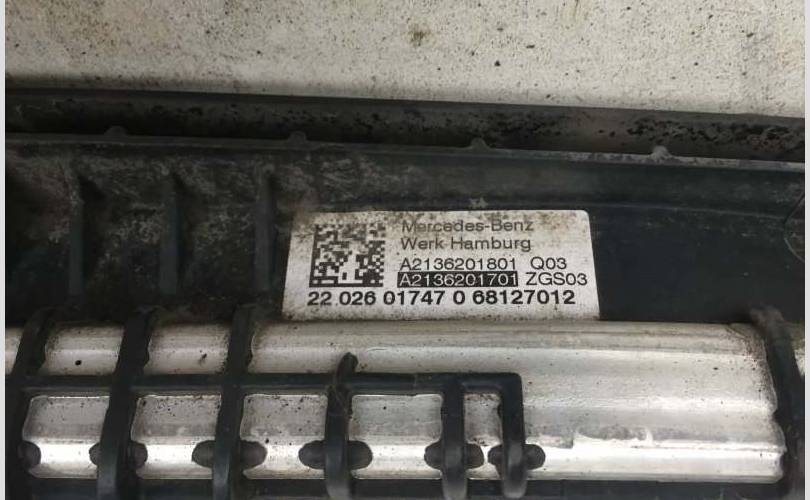 Mercedes-Benz
Werk Hamburg
A2136201801 Q03
A2136201701 ZGS03
22 026 01747 0 68127012